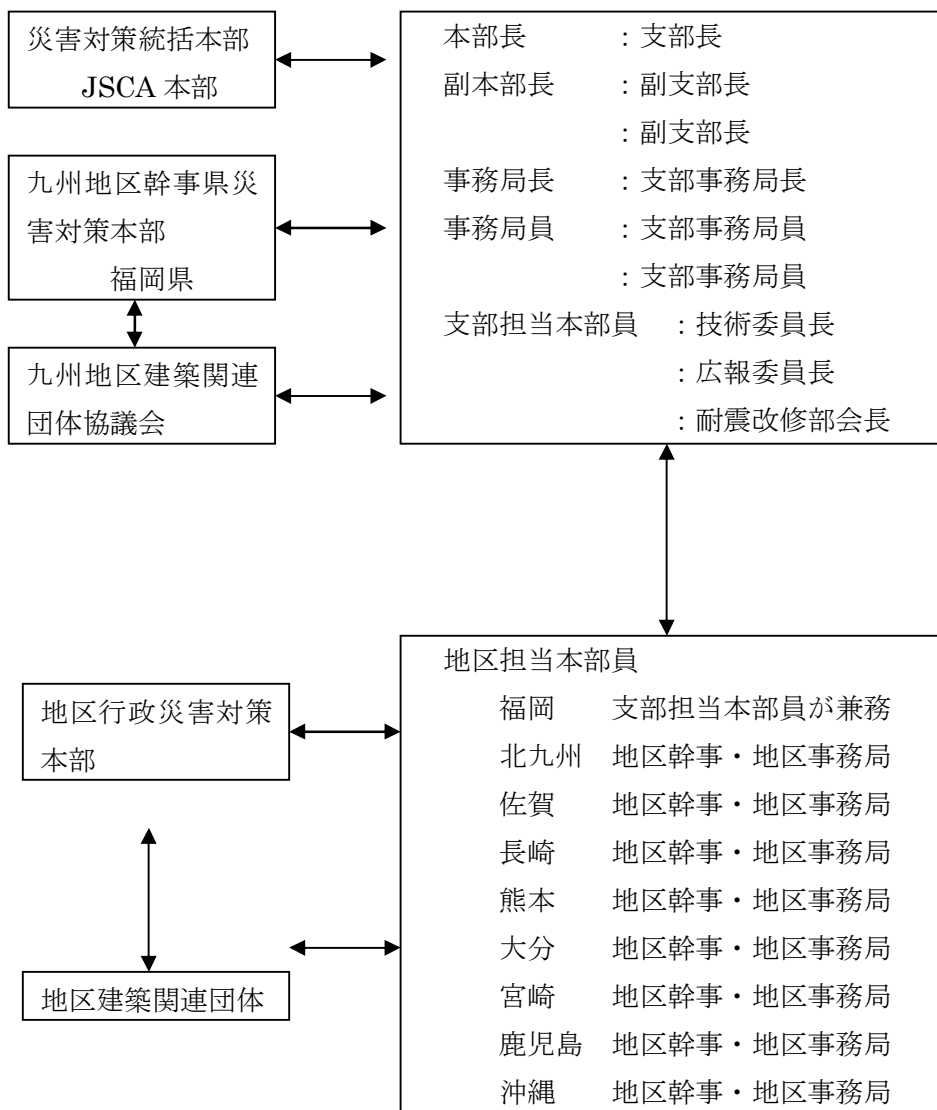 災害対策統括本部
JSCA 本部
九州地区幹事県災
害対策本部
福岡県
九州地区建築関連
団体協議会
本部長 ：支部長
副本部長 ：副支部長
：副支部長
事務局長 ：支部事務局長
事務局員 ：支部事務局員
：支部事務局員
支部担当本部員 ：技術委員長
：広報委員長
：耐震改修部会長
地区行政災害対策
本部
地区建築関連団体
地区担当本部員
福岡 支部担当本部員が兼務
北九州 地区幹事・地区事務局
佐賀 地区幹事・地区事務局
長崎 地区幹事・地区事務局
熊本 地区幹事・地区事務局
大分 地区幹事・地区事務局
宮崎 地区幹事・地区事務局
鹿児島 地区幹事・地区事務局
沖縄 地区幹事・地区事務局